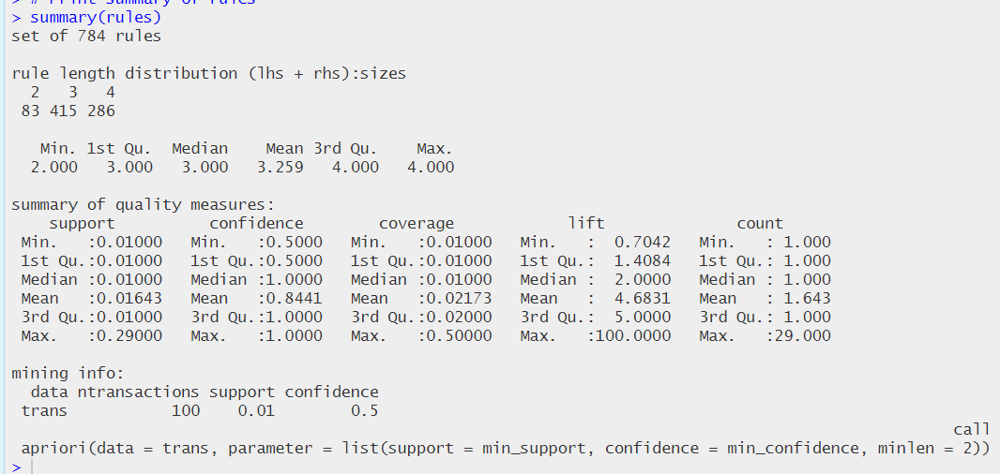 > # Print summary of rules
> summary(rules)
set of 784 rules
rule length distribution (lhs + rhs):sizes
  2   3   4
 83 415 286
   Min. 1st Qu.  Median    Mean 3rd Qu.    Max.
  2.000   3.000   3.000   3.259   4.000   4.000
summary of quality measures:
    support          confidence        coverage            lift              count
 Min.   :0.01000   Min.   :0.5000   Min.   :0.01000   Min.   :  0.7042   Min.   : 1.000
 1st Qu.:0.01000   1st Qu.:0.5000   1st Qu.:0.01000   1st Qu.:  1.4084   1st Qu.: 1.000
 Median :0.01000   Median :1.0000   Median :0.01000   Median :  2.0000   Median : 1.000
 Mean   :0.01643   Mean   :0.8441   Mean   :0.02173   Mean   :  4.6831   Mean   : 1.643
 3rd Qu.:0.01000   3rd Qu.:1.0000   3rd Qu.:0.02000   3rd Qu.:  5.0000   3rd Qu.: 1.000
 Max.   :0.29000   Max.   :1.0000   Max.   :0.50000   Max.   :100.0000   Max.   :29.000
mining info:
  data ntransactions support confidence
 trans           100    0.01        0.5
call
 apriori(data = trans, parameter = list(support = min_support, confidence = min_confidence, minlen = 2))
>